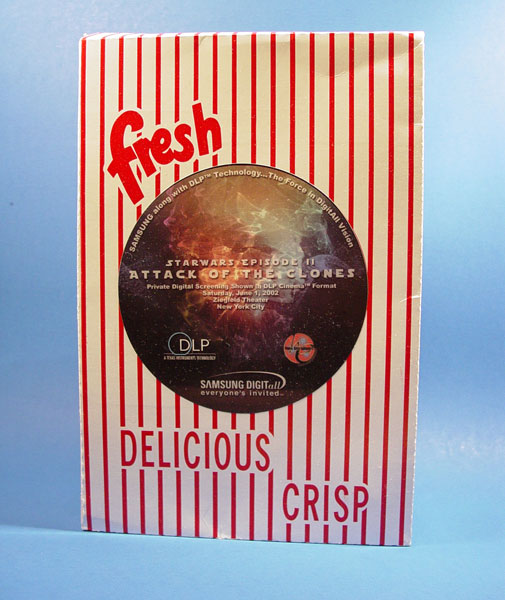 fresh
SAMSUNG along with DLP™ Technology...The Force in DigitAll Vision
STARWARS EPISODE II
ATTACK OF THE CLONES
Private Digital Screening Shown in DLP Cinema™ Format
Saturday, June 1, 2002
Ziegfeld Theater
New York City
DLP
A TEXAS INSTRUMENTS TECHNOLOGY
SAMSUNG DIGITall
everyone's invited™
DELICIOUS
CRISP